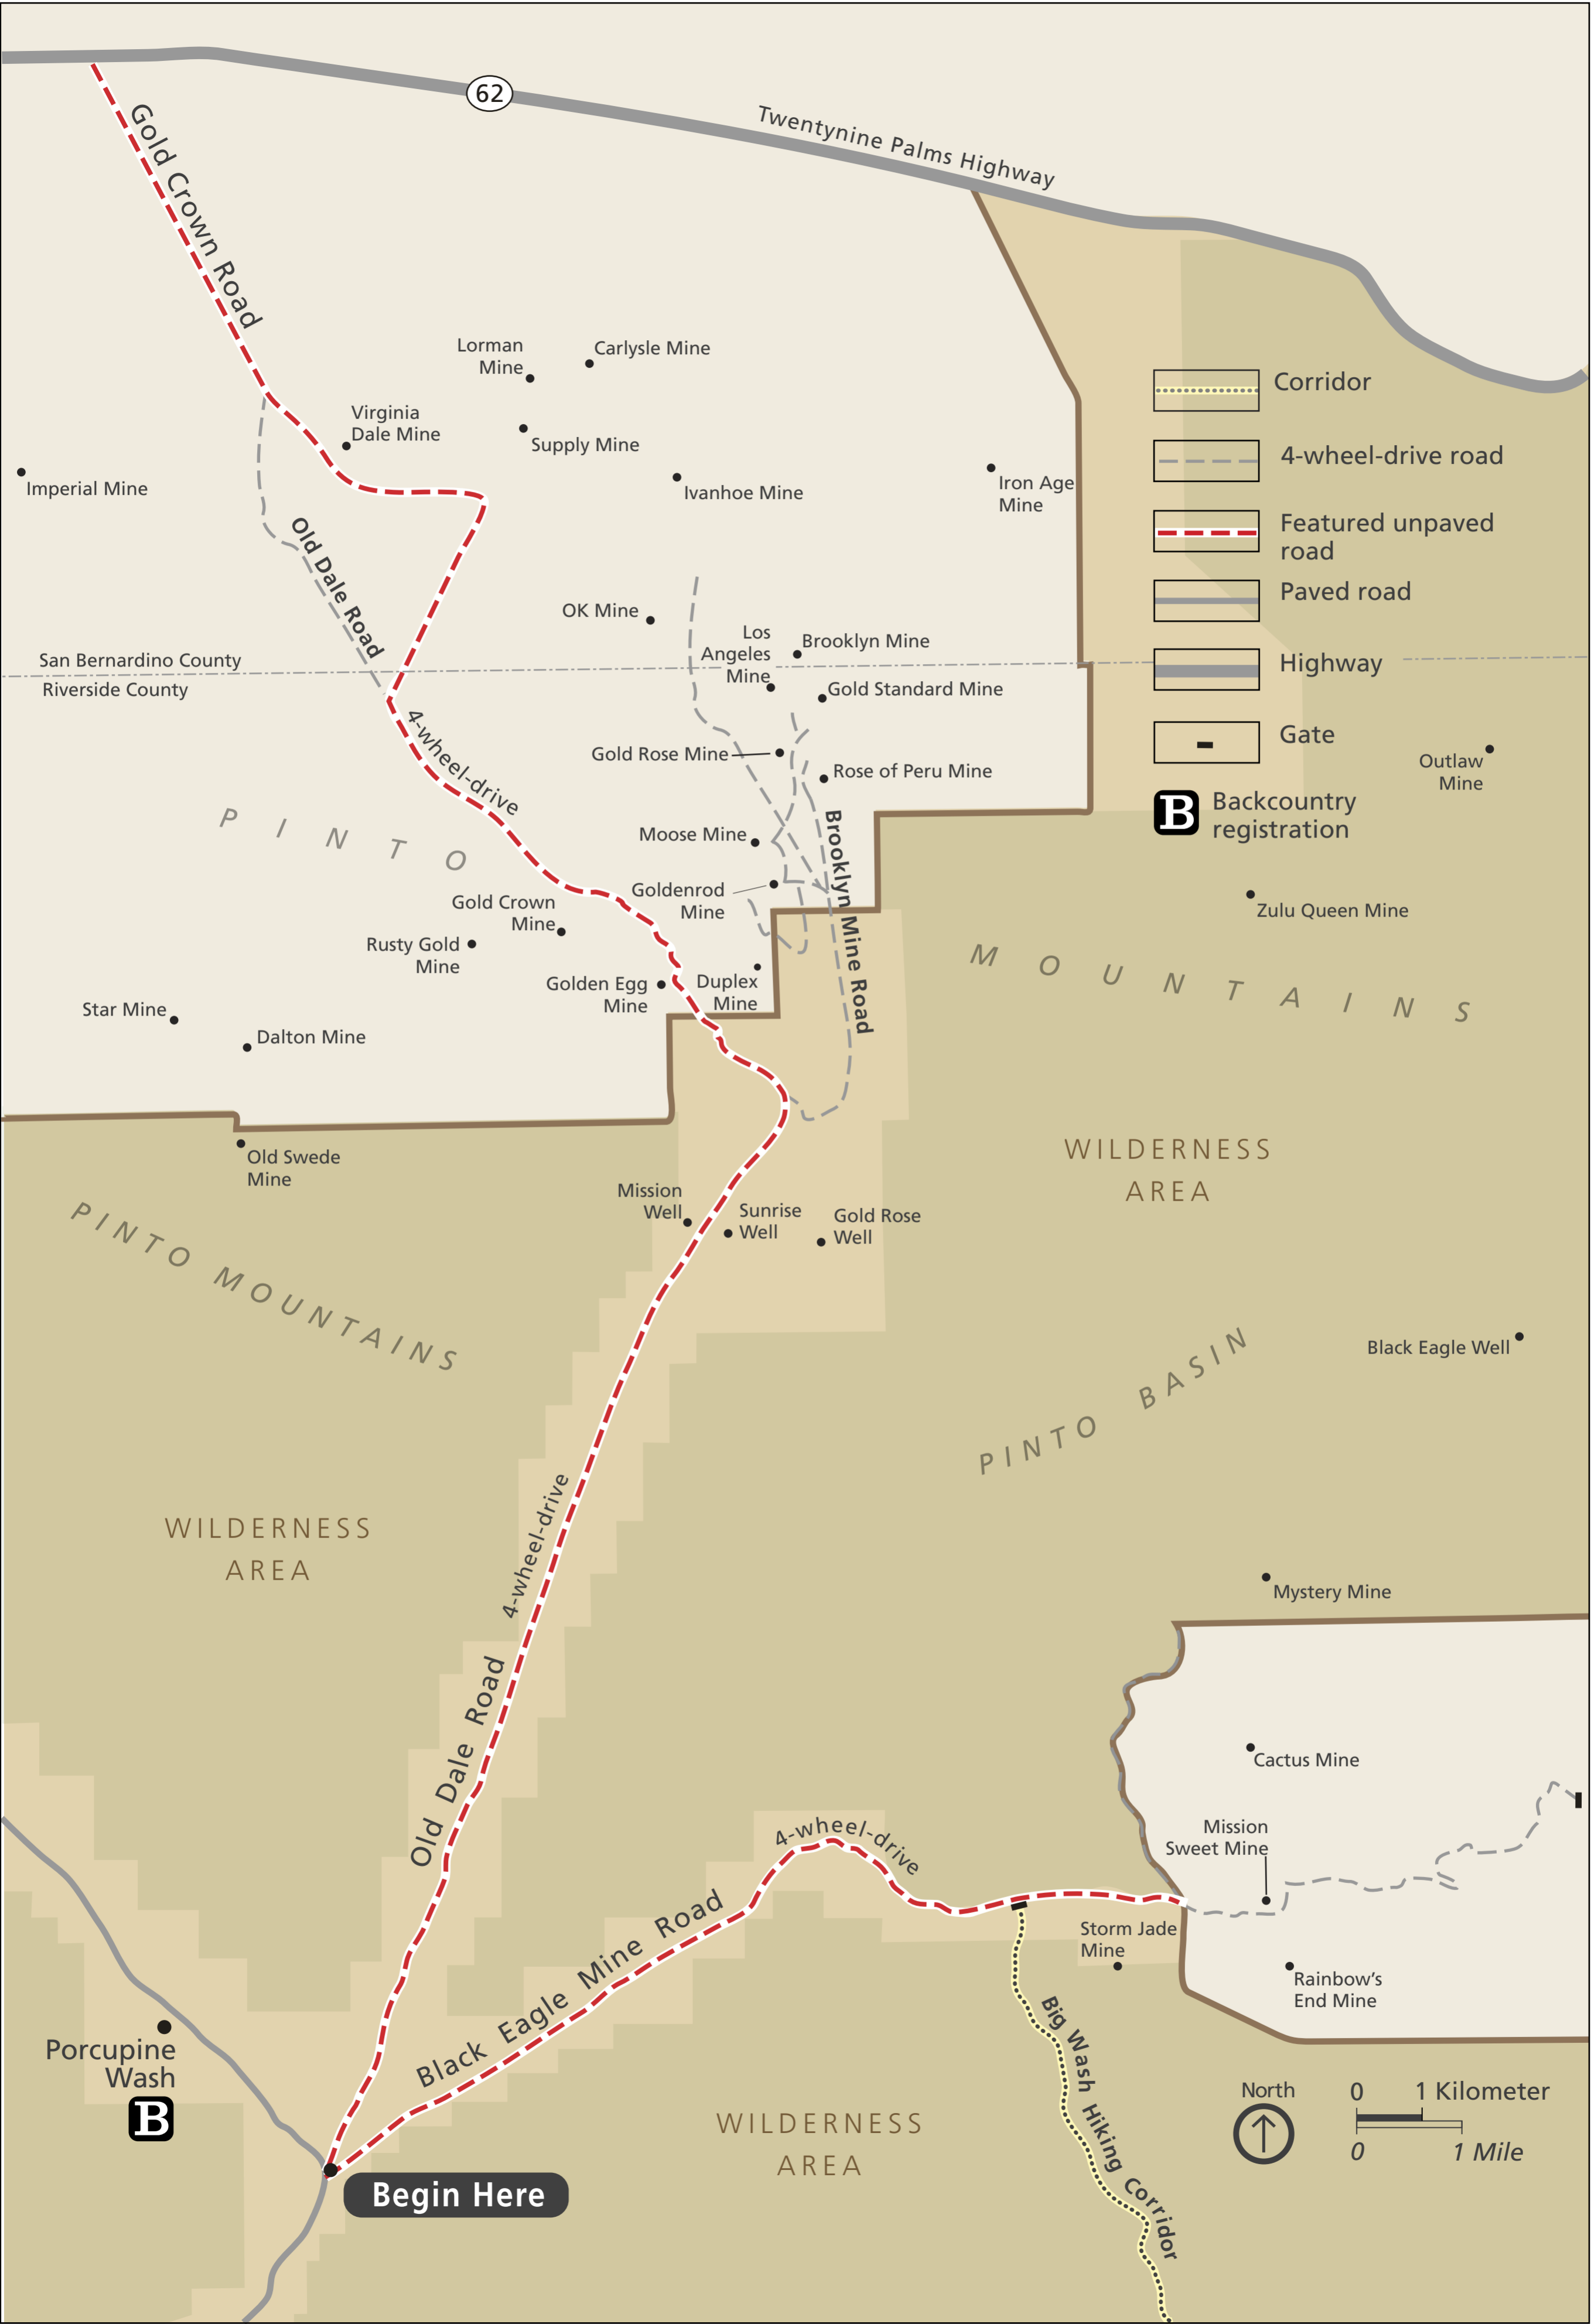 62
Twentynine Palms Highway
Gold Crown Road
Lorman
Mine
Carlysle Mine
Virginia
Dale Mine
Supply Mine
Imperial Mine
Ivanhoe Mine
Iron Age
Mine
Corridor
4-wheel-drive road
Featured unpaved
road
Paved road
Highway
Gate
B
Backcountry
registration
Old Dale Road
OK Mine
Los
Angeles
Mine
Brooklyn Mine
San Bernardino County
Riverside County
Gold Standard Mine
4-wheel-drive
Gold Rose Mine
Rose of Peru Mine
Outlaw
Mine
PINTO
MOUNTAINS
Moose Mine
Brooklyn Mine Road
Goldenrod
Mine
Zulu Queen Mine
Gold Crown
Mine
Rusty Gold
Mine
Golden Egg
Mine
Duplex
Mine
Star Mine
Dalton Mine
Old Swede
Mine
WILDERNESS
AREA
Mission
Well
Sunrise
Well
Gold Rose
Well
PINTO MOUNTAINS
PINTO BASIN
Black Eagle Well
4-wheel-drive
WILDERNESS
AREA
Mystery Mine
Old Dale Road
Cactus Mine
Mission
Sweet Mine
4-wheel-drive
Black Eagle Mine Road
Storm Jade
Mine
Rainbow's
End Mine
Big Wash Hiking Corridor
Porcupine
Wash
B
WILDERNESS
AREA
North
0 1 Kilometer
0 1 Mile
Begin Here